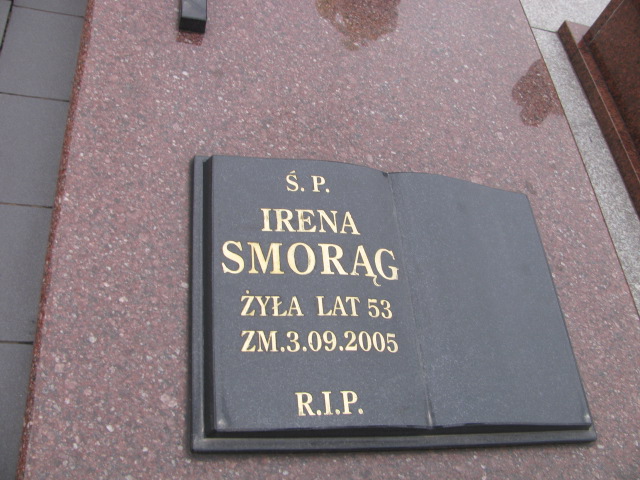 Ś. P.
IRENA
SMORĄG
ŻYŁA LAT 53
ZM.3.09.2005
R.I.P.